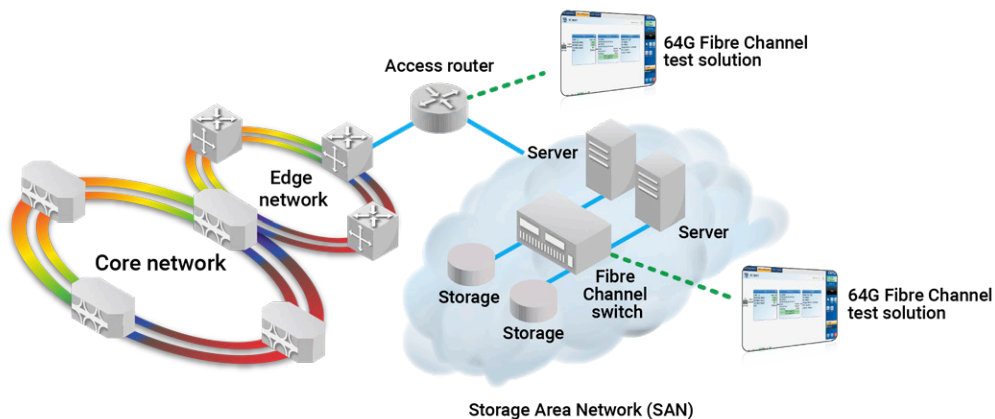 64G Fibre Channel
test solution
Access router
Server
Edge
network
Server
Core network
Storage
Fibre
Channel
switch
Storage
64G Fibre Channel
test solution
Storage Area Network (SAN)